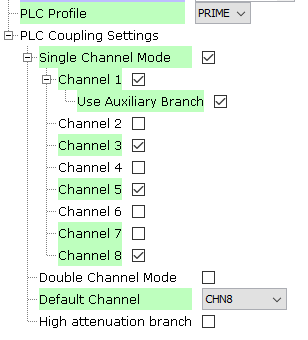 PLC Profile PRIME
PLC Coupling Settings
Single Channel Mode
Channel 1
Use Auxiliary Branch
Channel 2
Channel 3
Channel 4
Channel 5
Channel 6
Channel 7
Channel 8
Double Channel Mode
Default Channel CHN8
High attenuation branch